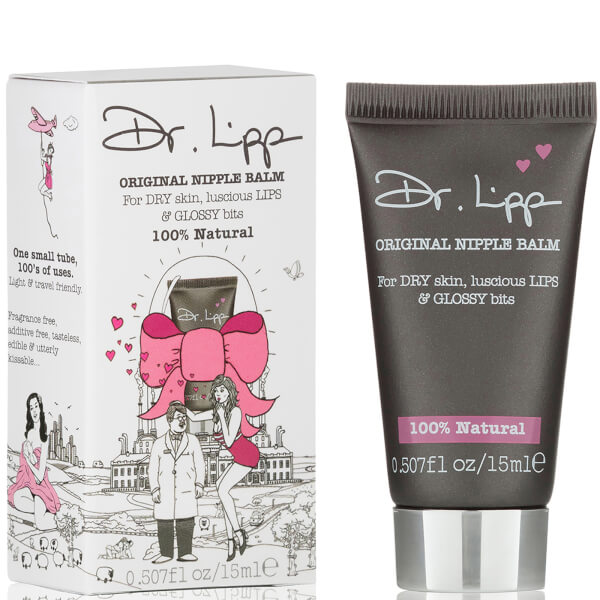 One small tube,
100's of uses.
Light & travel friendly.
Fragrance free,
additive free, tasteless,
edible & utterly
kissable...
Dr. Lipp
ORIGINAL NIPPLE BALM
For DRY skin, luscious LIPS
& GLOSSY bits
100% Natural
Dr. Lipp
0.507fl oz/15ml℮
Dr. Lipp
ORIGINAL NIPPLE BALM
For DRY skin, luscious LIPS
& GLOSSY bits
100% Natural
0.507fl oz/15ml℮